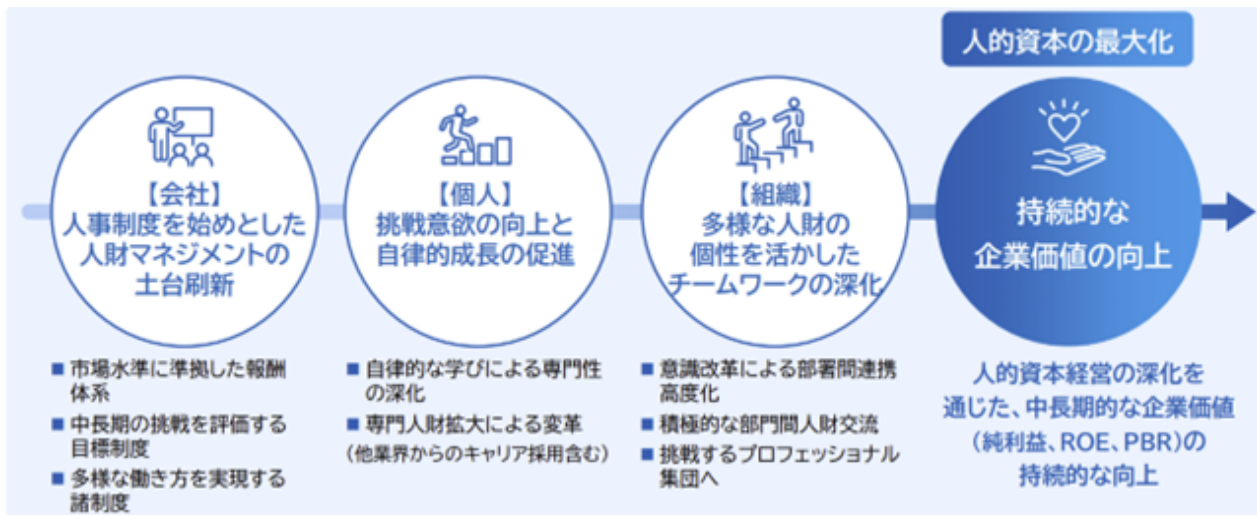 人的資本の最大化
【会社】
人事制度を始めとした
人財マネジメントの
土台刷新
■ 市場水準に準拠した報酬
体系
■ 中長期の挑戦を評価する
目標制度
■ 多様な働き方を実現する
諸制度
【個人】
挑戦意欲の向上と
自律的成長の促進
■ 自律的な学びによる専門性
の深化
■ 専門人財拡大による変革
(他業界からのキャリア採用含む)
【組織】
多様な人財の
個性を活かした
チームワークの深化
■ 意識改革による部署間連携
高度化
■ 積極的な部門間人財交流
■ 挑戦するプロフェッショナル
集団へ
持続的な
企業価値の向上
人的資本経営の深化を
通じた、中長期的な企業価値
(純利益、ROE、PBR)の
持続的な向上